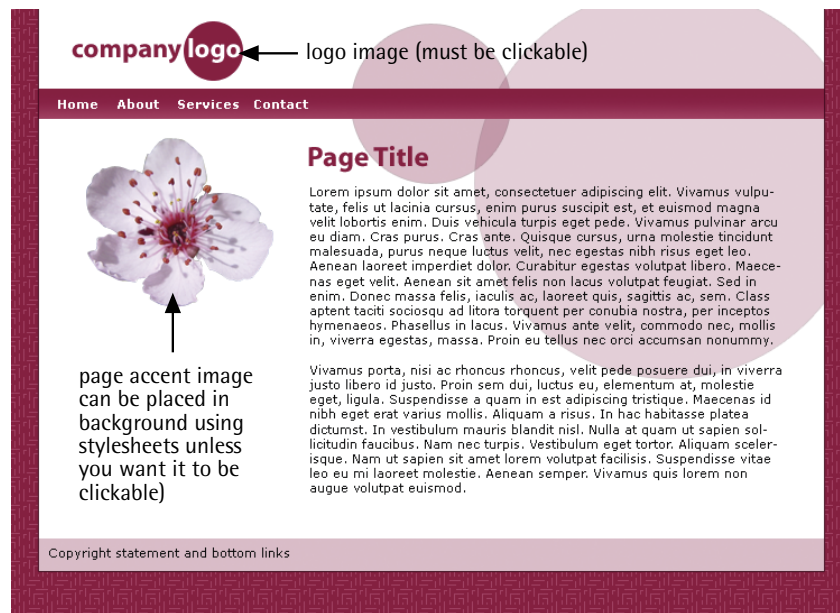 companylogo
logo image (must be clickable)
Home About Services Contact
Page Title
Lorem ipsum dolor sit amet, consectetuer adipiscing elit. Vivamus vulpu-
tate, felis ut lacinia cursus, enim purus suscipit est, et euismod magna
velit lobortis enim. Duis vehicula turpis eget pede. Vivamus pulvinar arcu
eu diam. Cras purus. Cras ante. Quisque cursus, urna molestie tincidunt
malesuada, purus neque luctus velit, nec egestas nibh risus eget leo.
Aenean laoreet imperdiet dolor. Curabitur egestas volutpat libero. Maece-
nas eget velit. Aenean sit amet felis non lacus volutpat feugiat. Sed in
enim. Donec massa felis, iaculis ac, laoreet quis, sagittis ac, sem. Class
aptent taciti sociosqu ad litora torquent per conubia nostra, per inceptos
hymenaeos. Phasellus in lacus. Vivamus ante velit, commodo nec, mollis
in, viverra egestas, massa. Proin eu tellus nec orci accumsan nonummy.
Vivamus porta, nisi ac rhoncus rhoncus, velit pede posuere dui, in viverra
justo libero id justo. Proin sem dui, luctus eu, elementum at, molestie
eget, ligula. Suspendisse a quam in est adipiscing tristique. Maecenas id
nibh eget erat varius mollis. Aliquam a risus. In hac habitasse platea
dictumst. In vestibulum mauris blandit nisl. Nulla at quam ut sapien sol-
licitudin faucibus. Nam nec turpis. Vestibulum eget tortor. Aliquam sceler-
isque. Nam ut sapien sit amet lorem volutpat facilisis. Suspendisse vitae
leo eu mi laoreet molestie. Aenean semper. Vivamus quis lorem non
augue volutpat euismod.
page accent image
can be placed in
background using
stylesheets unless
you want it to be
clickable)
Copyright statement and bottom links